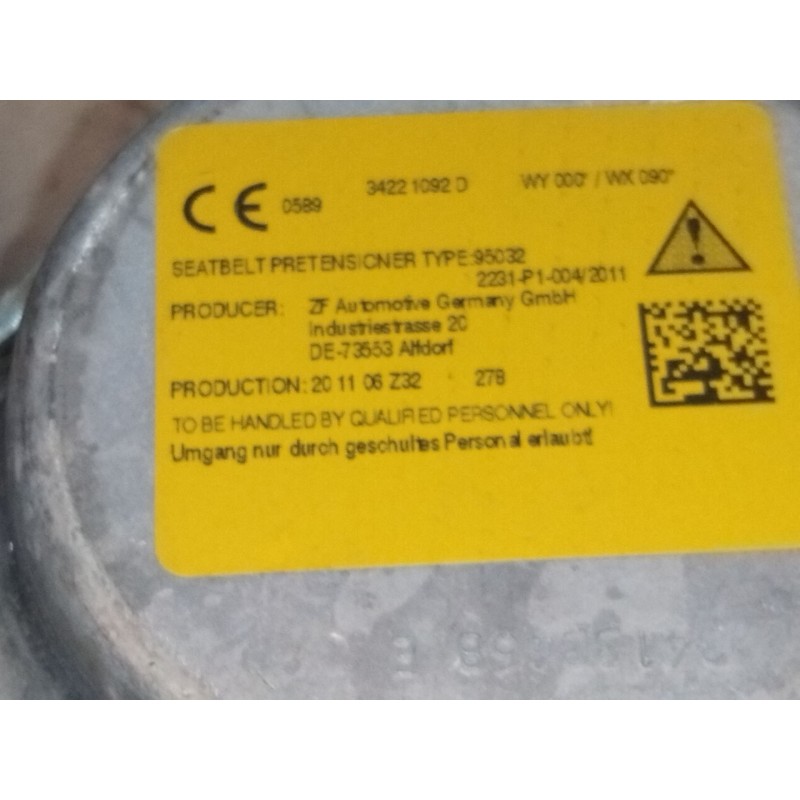 CE 0589 34221092 D WY 000° / WX 090°
SEATBELT PRETENSIONER TYPE:95032
2231-P1-004/2011
PRODUCER: ZF Automotive Germany GmbH
Industriestrasse 20
DE-73553 Alfdorf
PRODUCTION: 20 11 06 Z32 278
TO BE HANDLED BY QUALIFIED PERSONNEL ONLY!
Umgang nur durch geschultes Personal erlaubt!